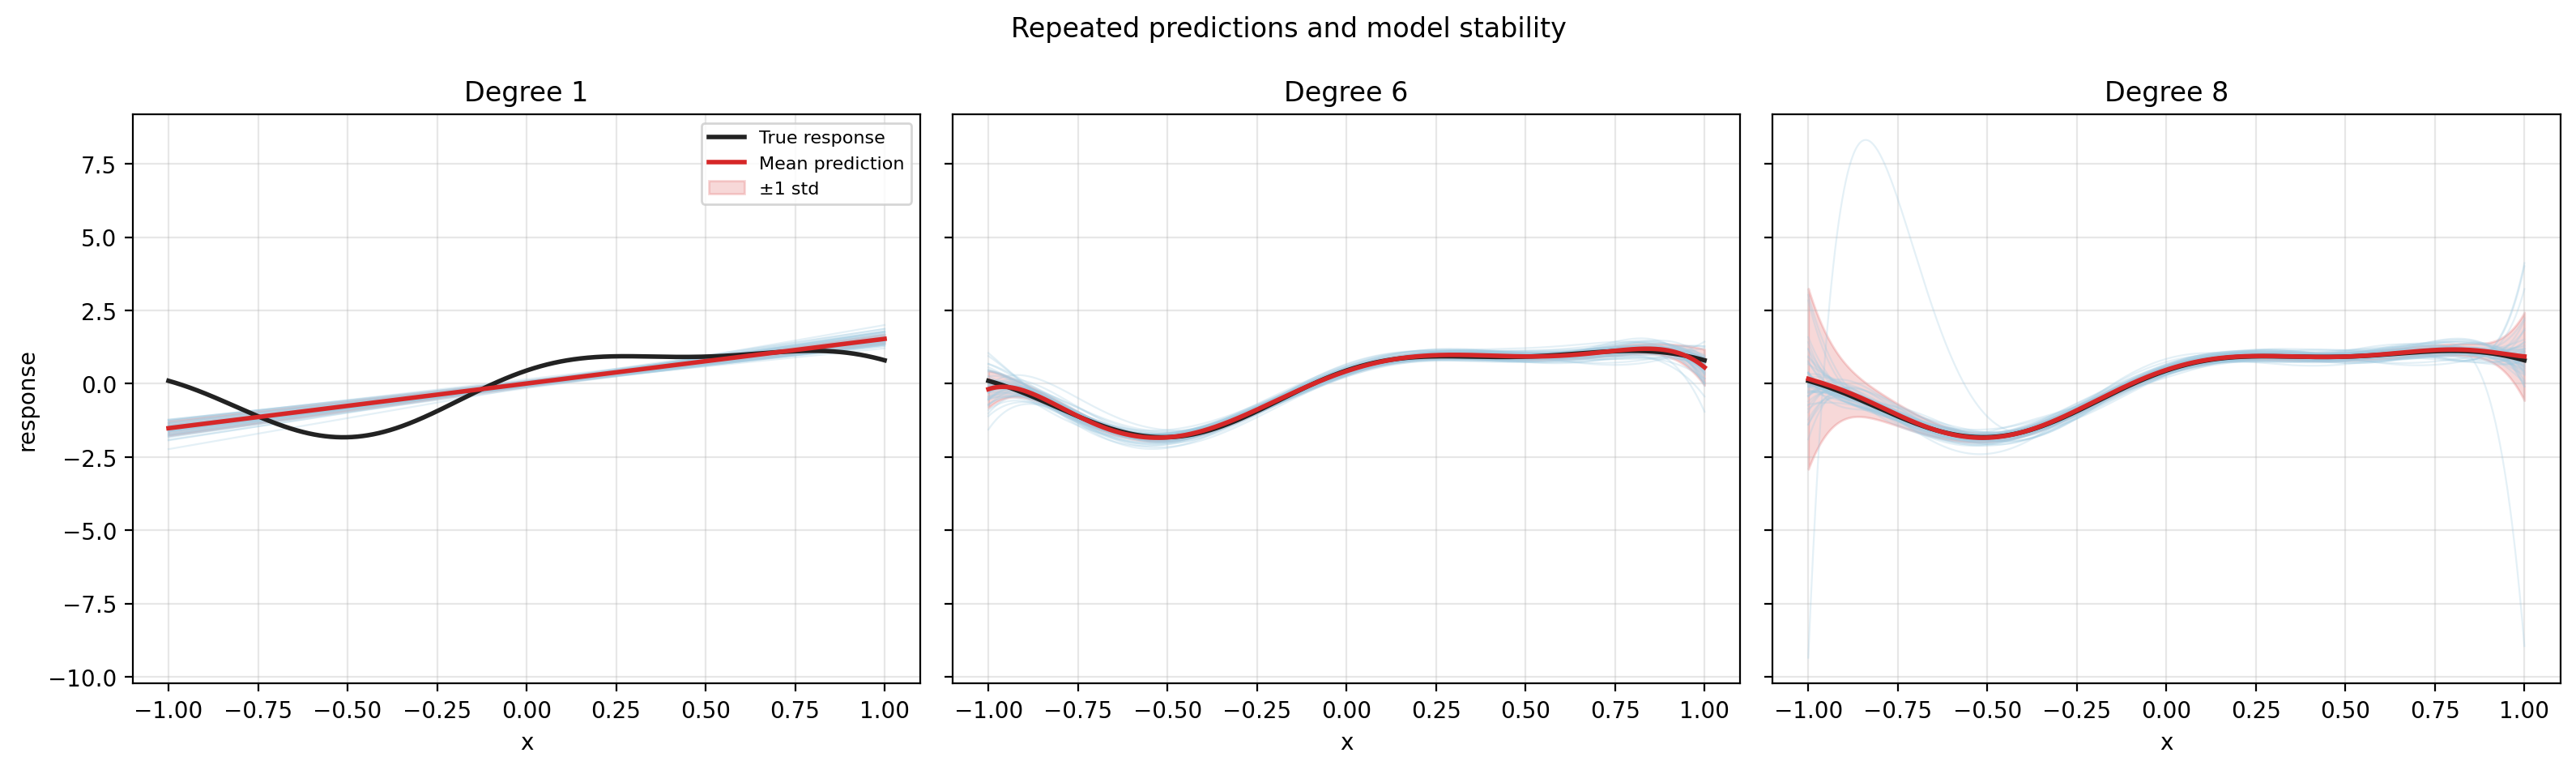 Repeated predictions and model stability
Degree 1
Degree 6
Degree 8
True response
Mean prediction
±1 std
response
7.5
5.0
2.5
0.0
−2.5
−5.0
−7.5
−10.0
−1.00 −0.75 −0.50 −0.25 0.00 0.25 0.50 0.75 1.00
−1.00 −0.75 −0.50 −0.25 0.00 0.25 0.50 0.75 1.00
−1.00 −0.75 −0.50 −0.25 0.00 0.25 0.50 0.75 1.00
x
x
x